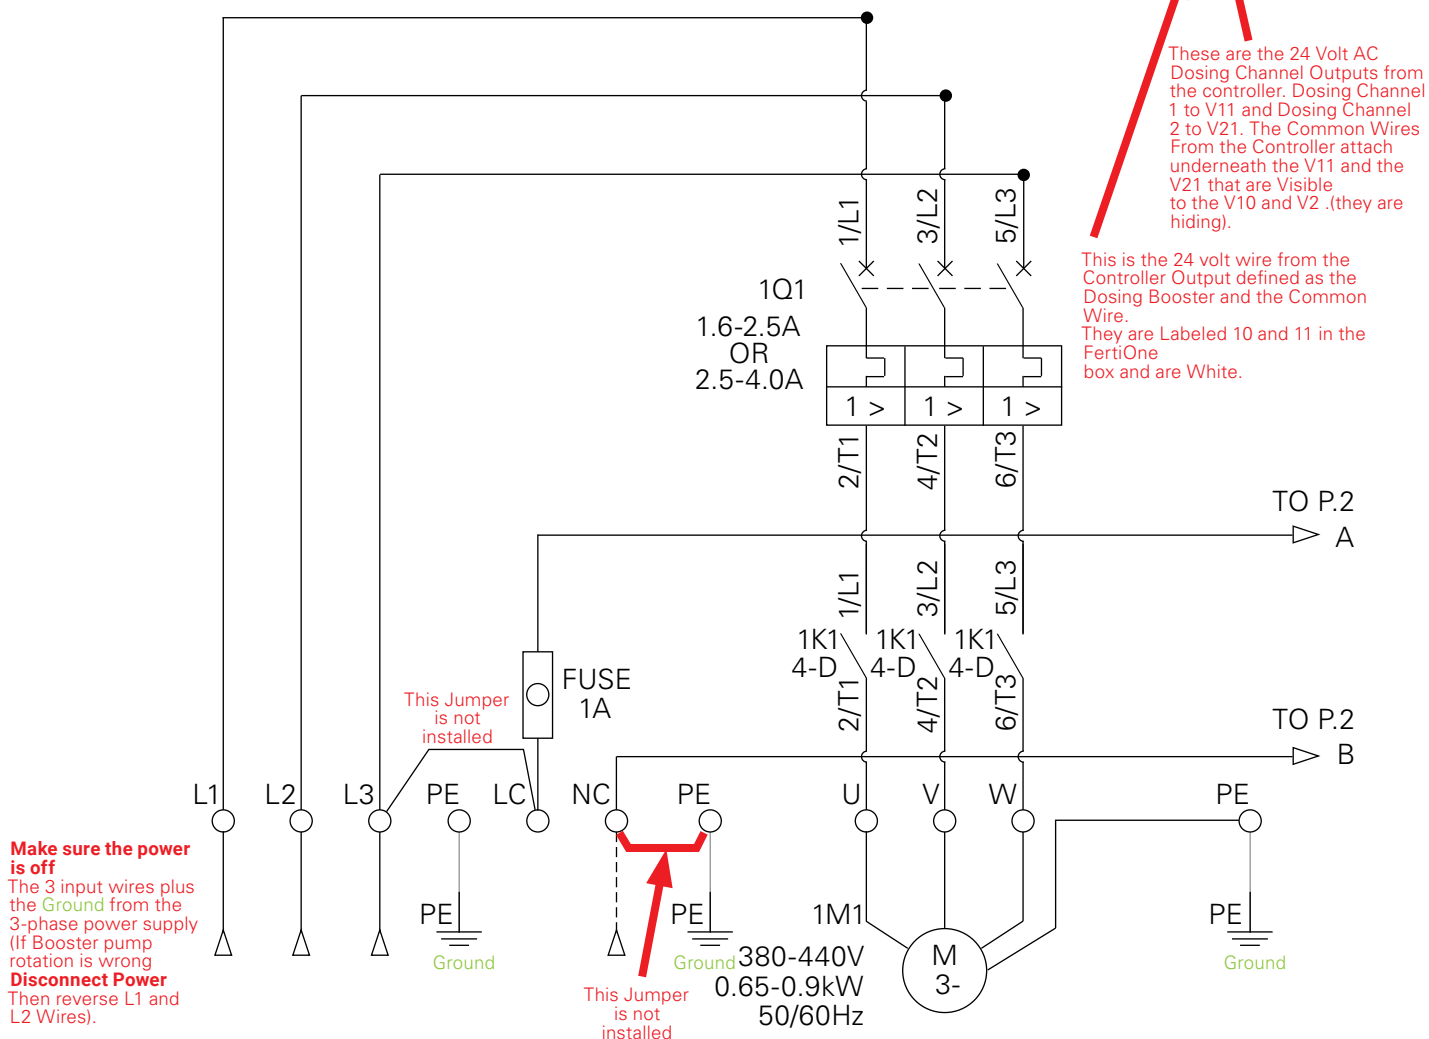 These are the 24 Volt AC
Dosing Channel Outputs from
the controller. Dosing Channel
1 to V11 and Dosing Channel
2 to V21. The Common Wires
From the Controller attach
underneath the V11 and the
V21 that are Visible
to the V10 and V2 .(they are
hiding).
This is the 24 volt wire from the
Controller Output defined as the
Dosing Booster and the Common
Wire.
They are Labeled 10 and 11 in the
FertiOne
box and are White.
1/L1
3/L2
5/L3
1Q1
1.6-2.5A
OR
2.5-4.0A
1 >
1 >
1 >
2/T1
4/T2
6/T3
TO P.2
A
1/L1
3/L2
5/L3
1K1
4-D
1K1
4-D
1K1
4-D
2/T1
4/T2
6/T3
FUSE
1A
This Jumper
is not
installed
TO P.2
B
L1
L2
L3
PE
LC
NC
PE
U
V
W
PE
Make sure the power
is off
The 3 input wires plus
the Ground from the
3-phase power supply
(If Booster pump
rotation is wrong
Disconnect Power
Then reverse L1 and
L2 Wires).
PE
Ground
PE
Ground
This Jumper
is not
installed
1M1
380-440V
0.65-0.9kW
50/60Hz
M
3-
PE
Ground